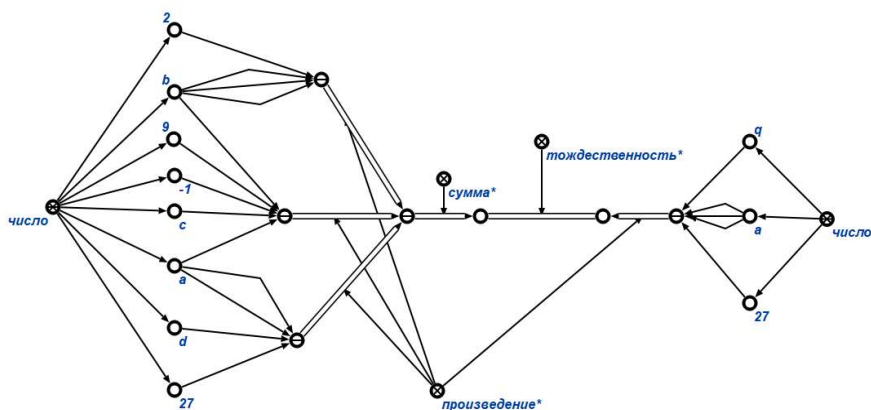 2
b
9
-1
c
число
a
d
27
сумма*
тождественность*
произведение*
q
a
число
27